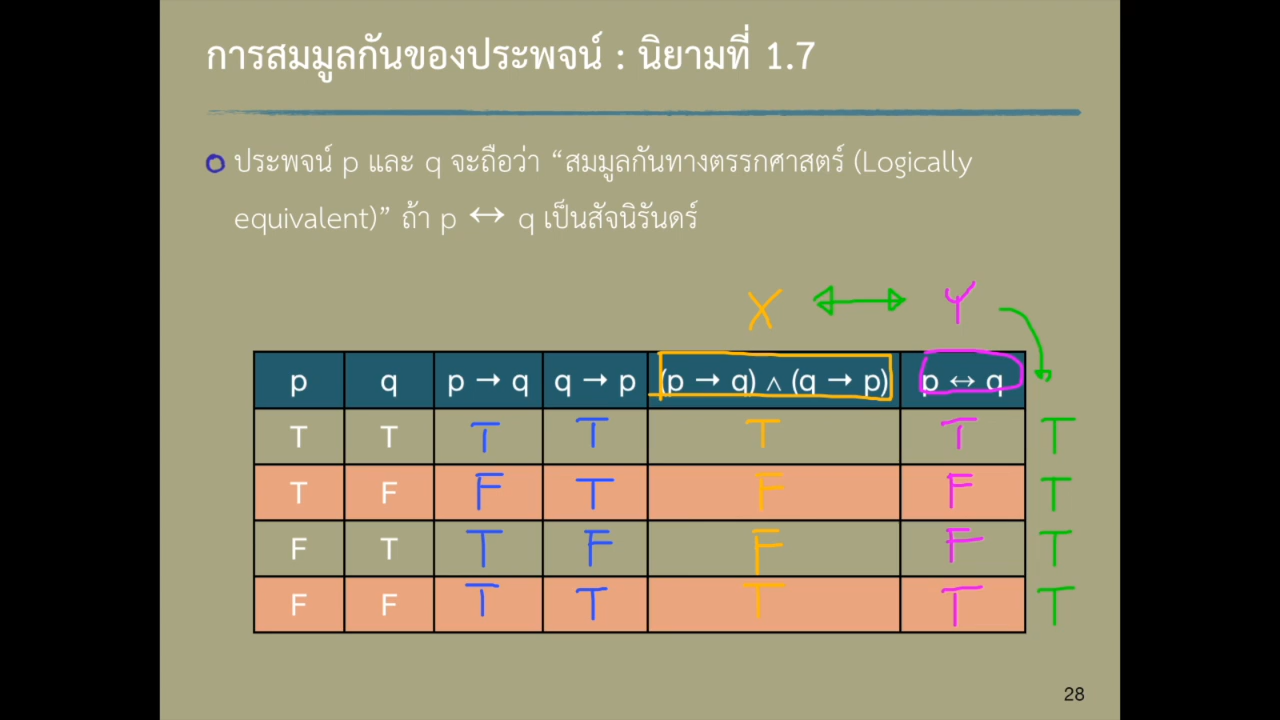 การสมมูลกันของประพจน์ : นิยามที่ 1.7
ประพจน์ p และ q จะถือว่า “สมมูลกันทางตรรกศาสตร์ (Logically
equivalent)” ถ้า p ↔ q เป็นสัจนิรันดร์
X ↔ Y
p q p → q q → p (p → q) ∧ (q → p) p ↔ q
T T T T T T T
T F F T F F T
F T T F F F T
F F T T T T T
28